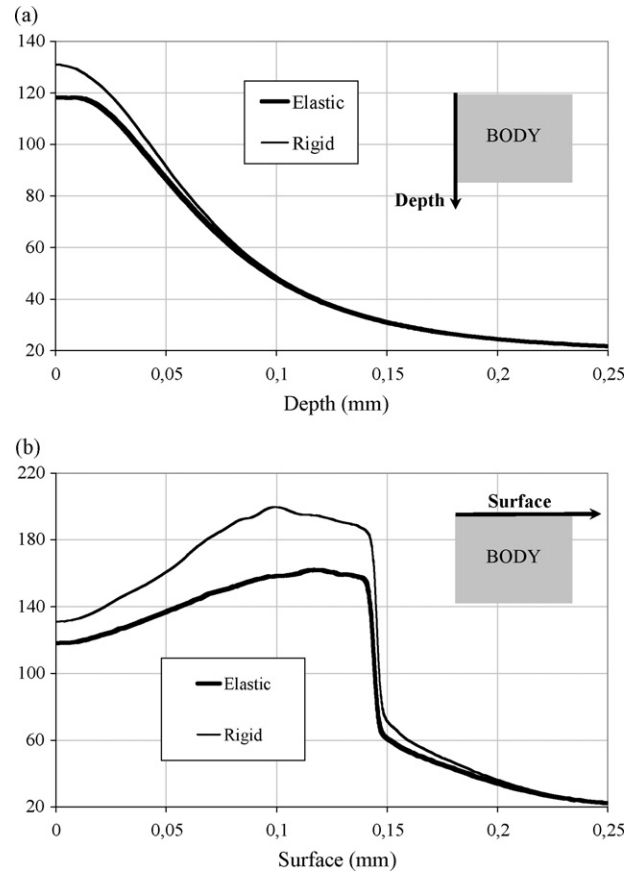 (a)
140
120
100
80
60
40
20
Elastic
Rigid
BODY
Depth
0 0,05 0,1 0,15 0,2 0,25
Depth (mm)
(b)
220
180
140
100
60
20
Surface
BODY
Elastic
Rigid
0 0,05 0,1 0,15 0,2 0,25
Surface (mm)